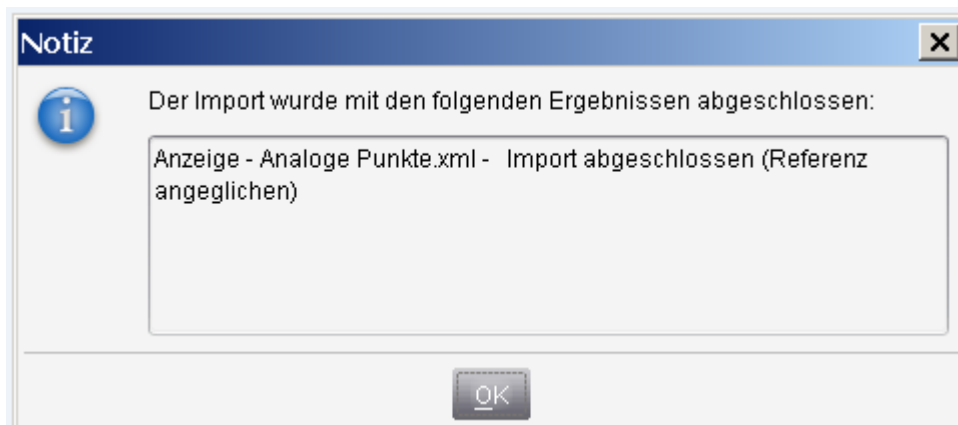 Notiz
Der Import wurde mit den folgenden Ergebnissen abgeschlossen:
Anzeige - Analoge Punkte.xml - Import abgeschlossen (Referenz
angeglichen)
OK